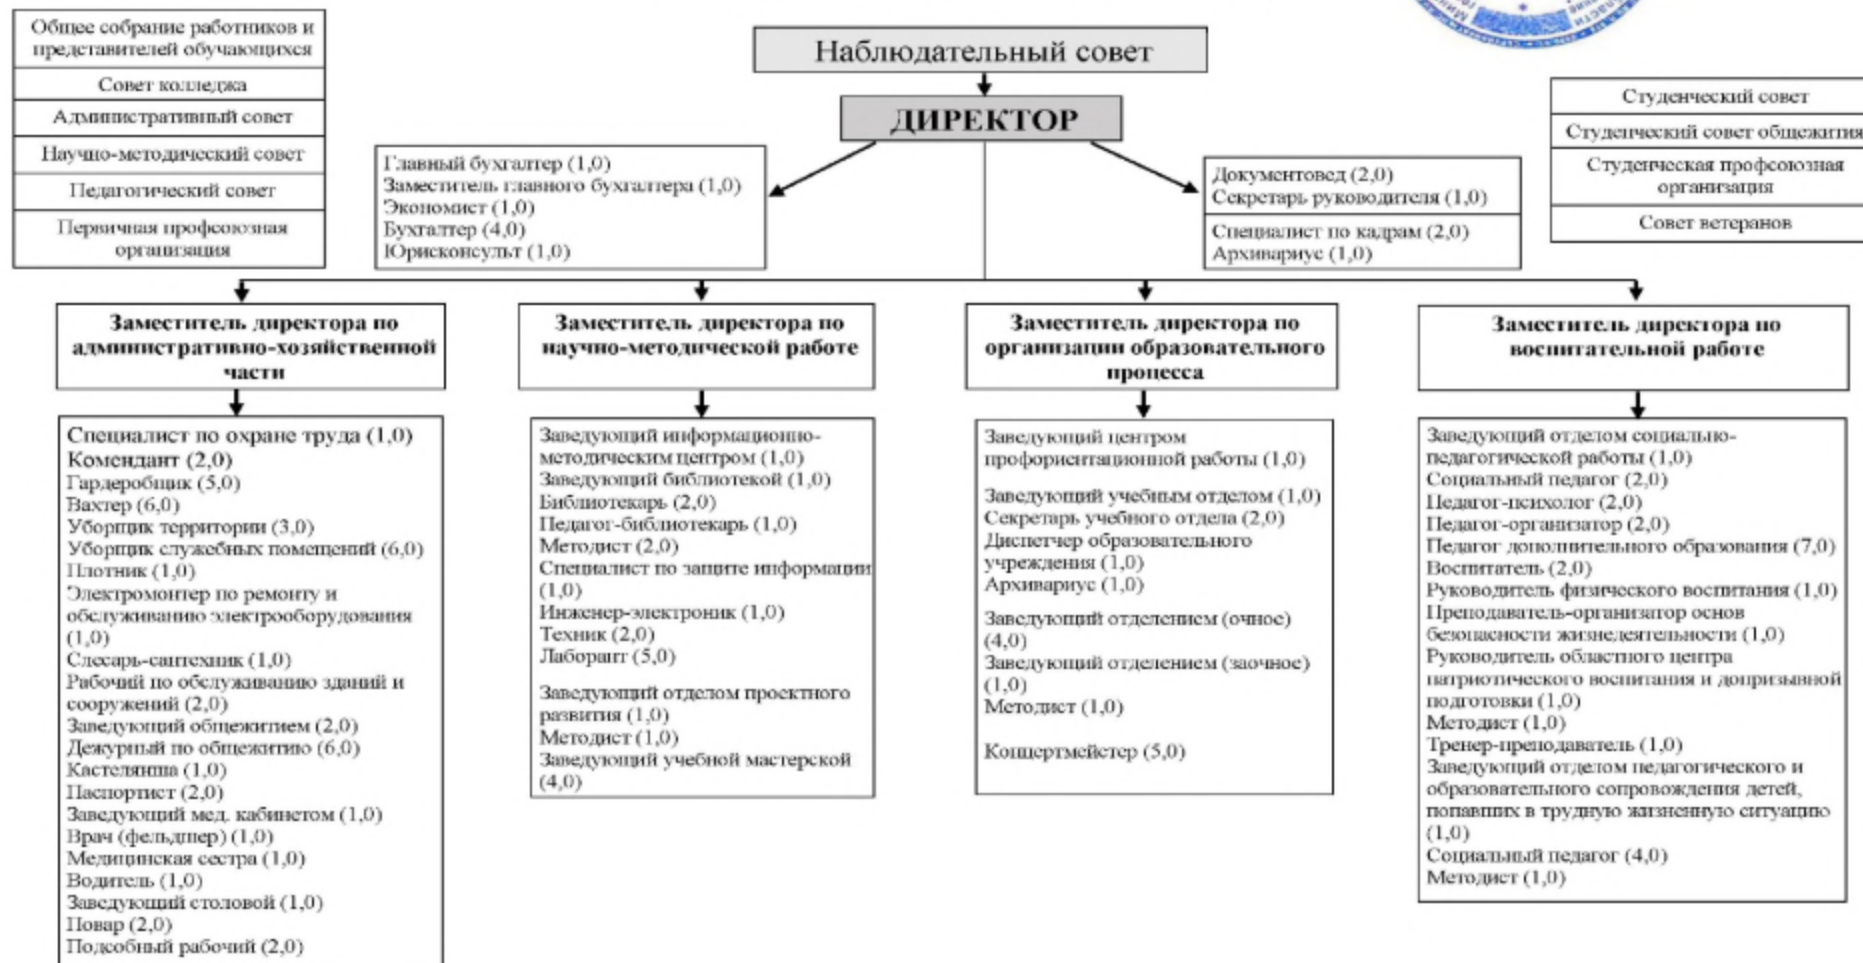 Общее собрание работников и
представителей обучающихся
Совет колледжа
Административный совет
Научно-методический совет
Педагогический совет
Первичная профсоюзная
организация
Наблюдательный совет
ДИРЕКТОР
Главный бухгалтер (1,0)
Заместитель главного бухгалтера (1,0)
Экономист (1,0)
Бухгалтер (4,0)
Юрисконсульт (1,0)
Документовед (2,0)
Секретарь руководителя (1,0)
Специалист по кадрам (2,0)
Архивариус (1,0)
Студенческий совет
Студенческий совет общежития
Студенческая профсоюзная
организация
Совет ветеранов
Заместитель директора по
административно-хозяйственной
части
Специалист по охране труда (1,0)
Комендант (2,0)
Гардеробщик (5,0)
Вахтер (6,0)
Уборщик территории (3,0)
Уборщик служебных помещений (6,0)
Плотник (1,0)
Электромонтер по ремонту и
обслуживанию электрооборудования
(1,0)
Слесарь-сантехник (1,0)
Рабочий по обслуживанию зданий и
сооружений (2,0)
Заведующий общежитием (2,0)
Дежурный по общежитию (6,0)
Кастелянша (1,0)
Паспортист (2,0)
Заведующий мед. кабинетом (1,0)
Врач (фельдшер) (1,0)
Медицинская сестра (1,0)
Водитель (1,0)
Заведующий столовой (1,0)
Повар (2,0)
Подсобный рабочий (2,0)
Заместитель директора по
научно-методической работе
Заведующий информационно-
методическим центром (1,0)
Заведующий библиотекой (1,0)
Библиотекарь (2,0)
Педагог-библиотекарь (1,0)
Методист (2,0)
Специалист по защите информации
(1,0)
Инженер-электроник (1,0)
Техник (2,0)
Лаборант (5,0)
Заведующий отделом проектного
развития (1,0)
Методист (1,0)
Заведующий учебной мастерской
(4,0)
Заместитель директора по
организации образовательного
процесса
Заведующий центром
профориентационной работы (1,0)
Заведующий учебным отделом (1,0)
Секретарь учебного отдела (2,0)
Диспетчер образовательного
учреждения (1,0)
Архивариус (1,0)
Заведующий отделением (очное)
(4,0)
Заведующий отделением (заочное)
(1,0)
Методист (1,0)
Концертмейстер (5,0)
Заместитель директора по
воспитательной работе
Заведующий отделом социально-
педагогической работы (1,0)
Социальный педагог (2,0)
Педагог-психолог (2,0)
Педагог-организатор (2,0)
Педагог дополнительного образования (7,0)
Воспитатель (2,0)
Руководитель физического воспитания (1,0)
Преподаватель-организатор основ
безопасности жизнедеятельности (1,0)
Руководитель областного центра
патриотического воспитания и допризывной
подготовки (1,0)
Методист (1,0)
Тренер-преподаватель (1,0)
Заведующий отделом педагогического и
образовательного сопровождения детей,
попавших в трудную жизненную ситуацию
(1,0)
Социальный педагог (4,0)
Методист (1,0)